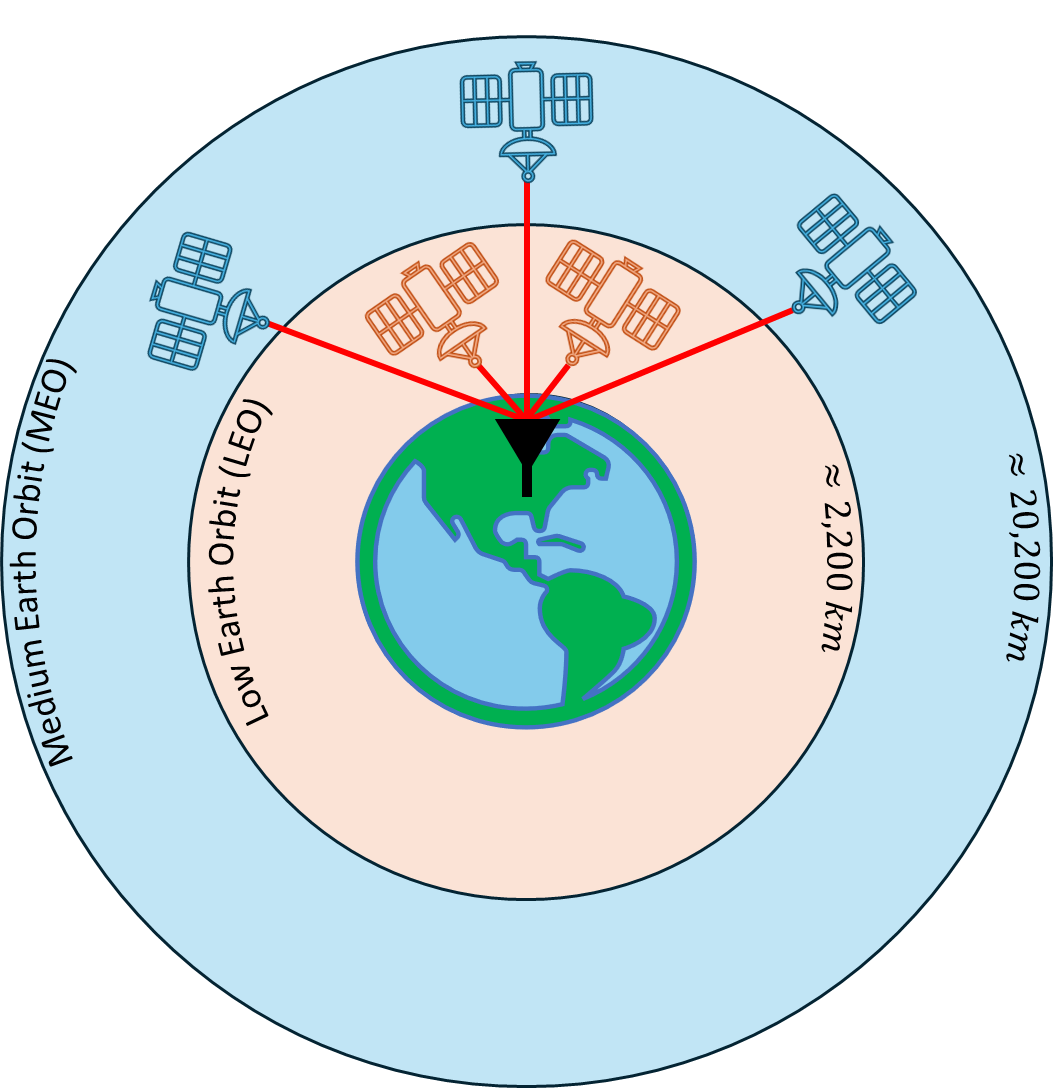 Medium Earth Orbit (MEO)
Low Earth Orbit (LEO)
≈ 2,200 km
≈ 20,200 km